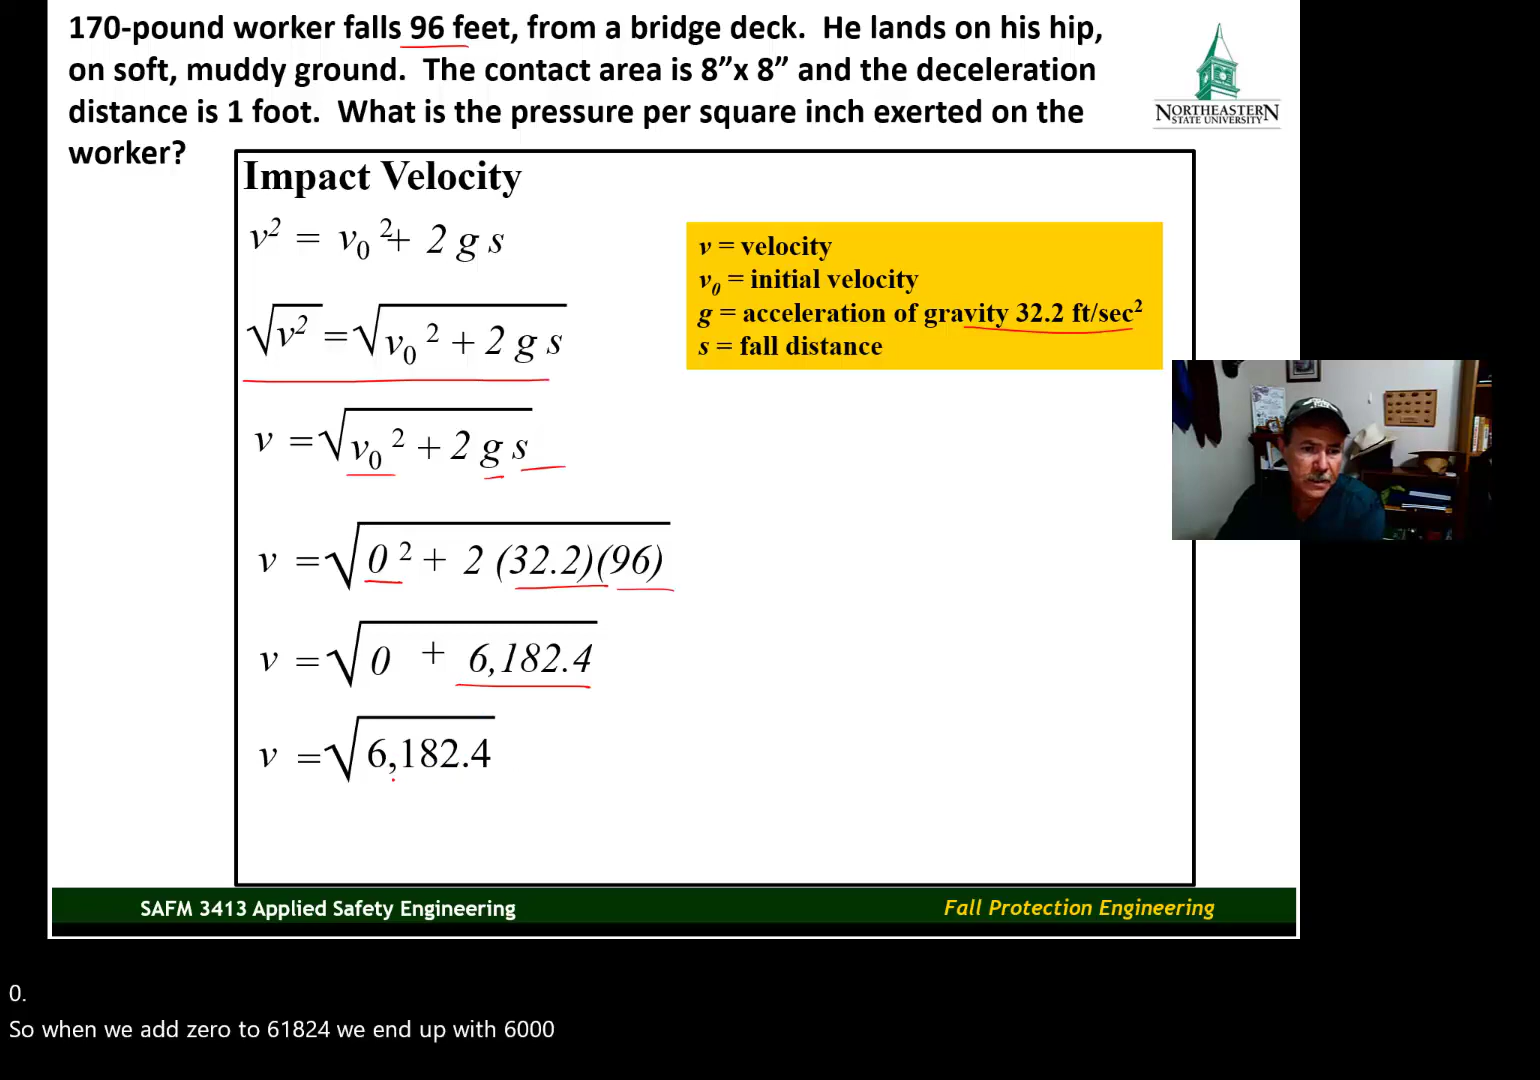 170-pound worker falls 96 feet, from a bridge deck. He lands on his hip,
on soft, muddy ground. The contact area is 8”x 8” and the deceleration
distance is 1 foot. What is the pressure per square inch exerted on the
worker?
NORTHEASTERN
STATE UNIVERSITY
Impact Velocity
v² = v₀² + 2 g s
√v² = √v₀² + 2 g s
v = √v₀² + 2 g s
v = √0² + 2 (32.2)(96)
v = √0 + 6,182.4
v = √6,182.4
v = velocity
v₀ = initial velocity
g = acceleration of gravity 32.2 ft/sec²
s = fall distance
SAFM 3413 Applied Safety Engineering
Fall Protection Engineering
0.
So when we add zero to 61824 we end up with 6000